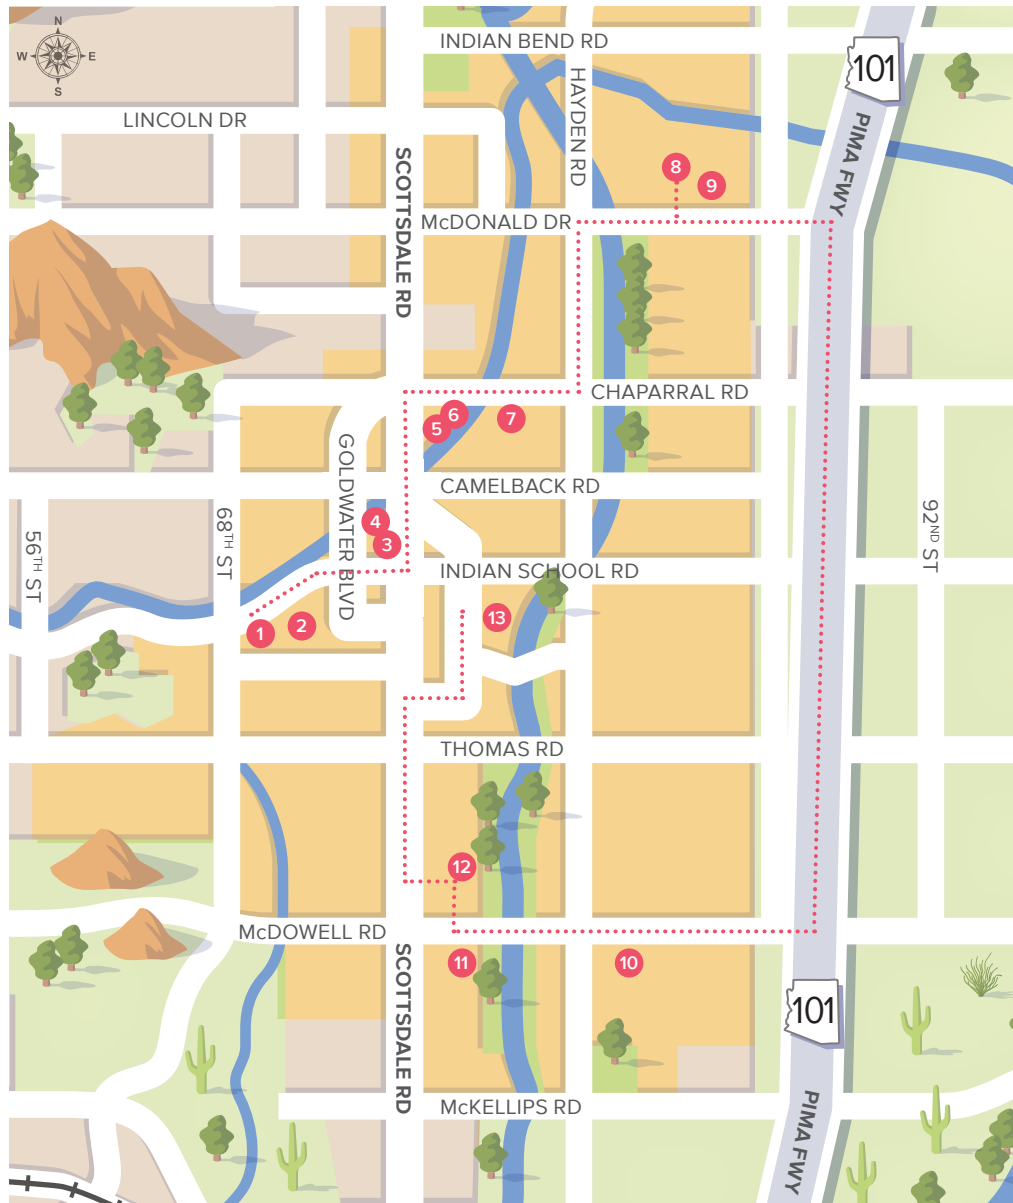 N
W E
S
INDIAN BEND RD
101
HAYDEN RD
LINCOLN DR
PIMA FWY
SCOTTSDALE RD
8
9
McDONALD DR
CHAPARRAL RD
6
5
7
GOLDWATER BLVD
CAMELBACK RD
68TH ST
92ND ST
56TH ST
4
3
INDIAN SCHOOL RD
13
2
1
THOMAS RD
12
McDOWELL RD
SCOTTSDALE RD
11
10
101
McKELLIPS RD
PIMA FWY